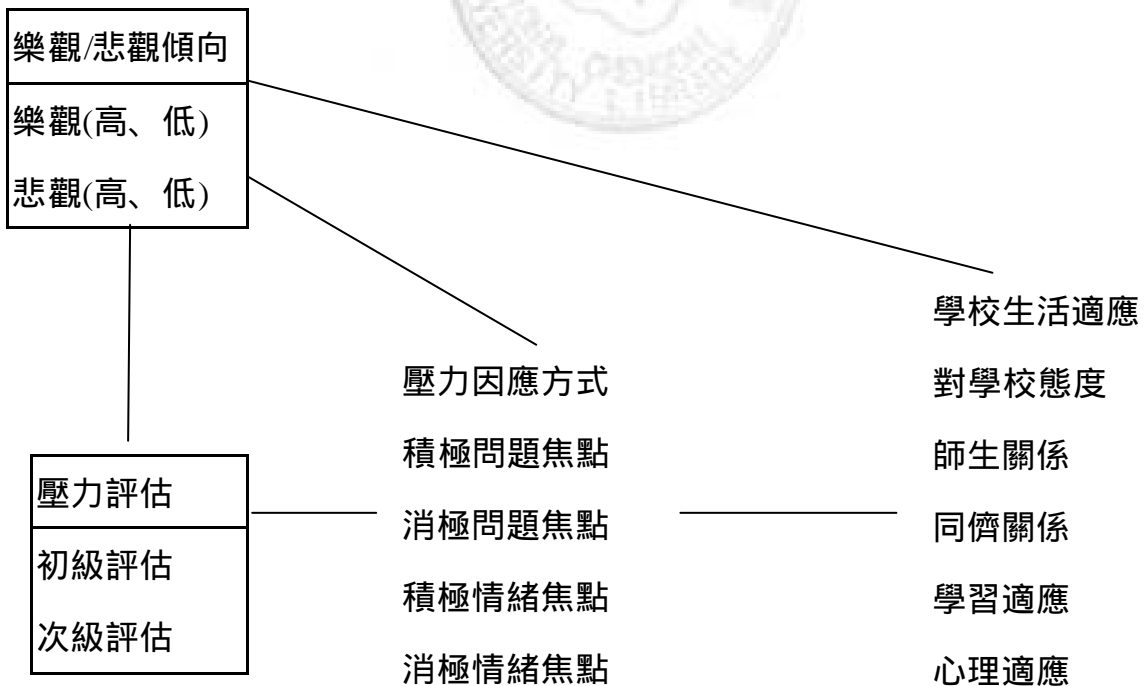 樂觀/悲觀傾向
樂觀(高、低)
悲觀(高、低)
壓力評估
初級評估
次級評估
壓力因應方式
積極問題焦點
消極問題焦點
積極情緒焦點
消極情緒焦點
學校生活適應
對學校態度
師生關係
同儕關係
學習適應
心理適應